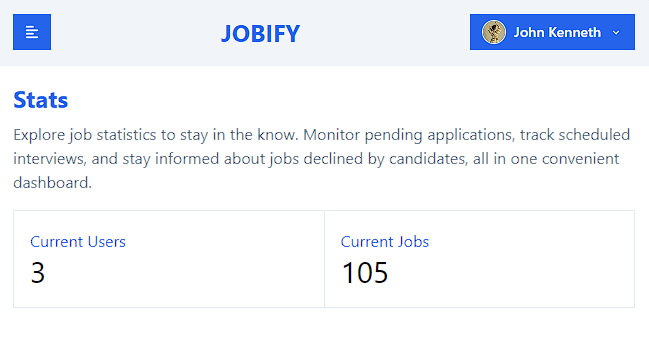 JOBIFY
John Kenneth
Stats
Explore job statistics to stay in the know. Monitor pending applications, track scheduled
interviews, and stay informed about jobs declined by candidates, all in one convenient
dashboard.
Current Users
3
Current Jobs
105